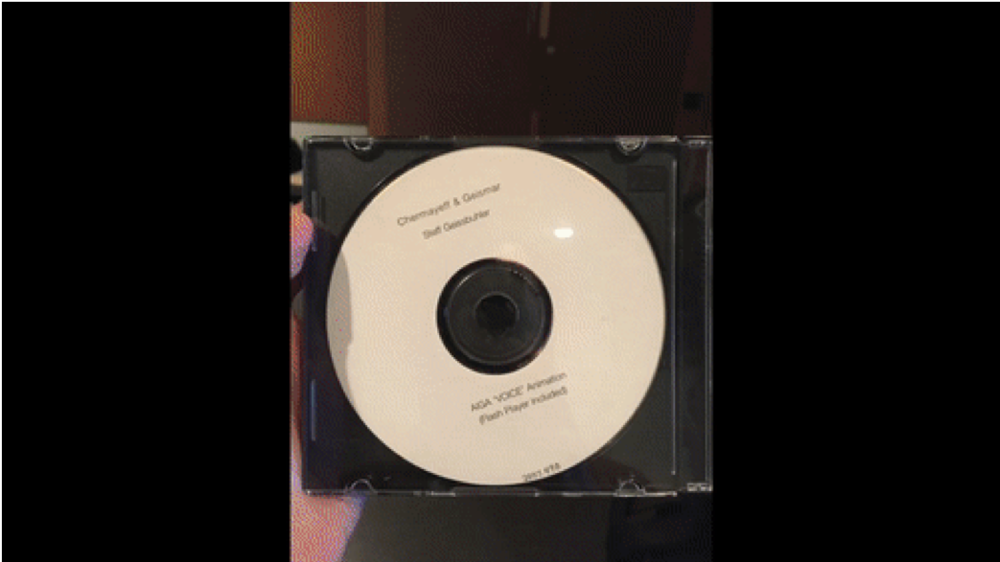 Chermayeff & Geismar
Steff Geissbuhler
AIGA "VOICE" Animation
(Flash Player Included)